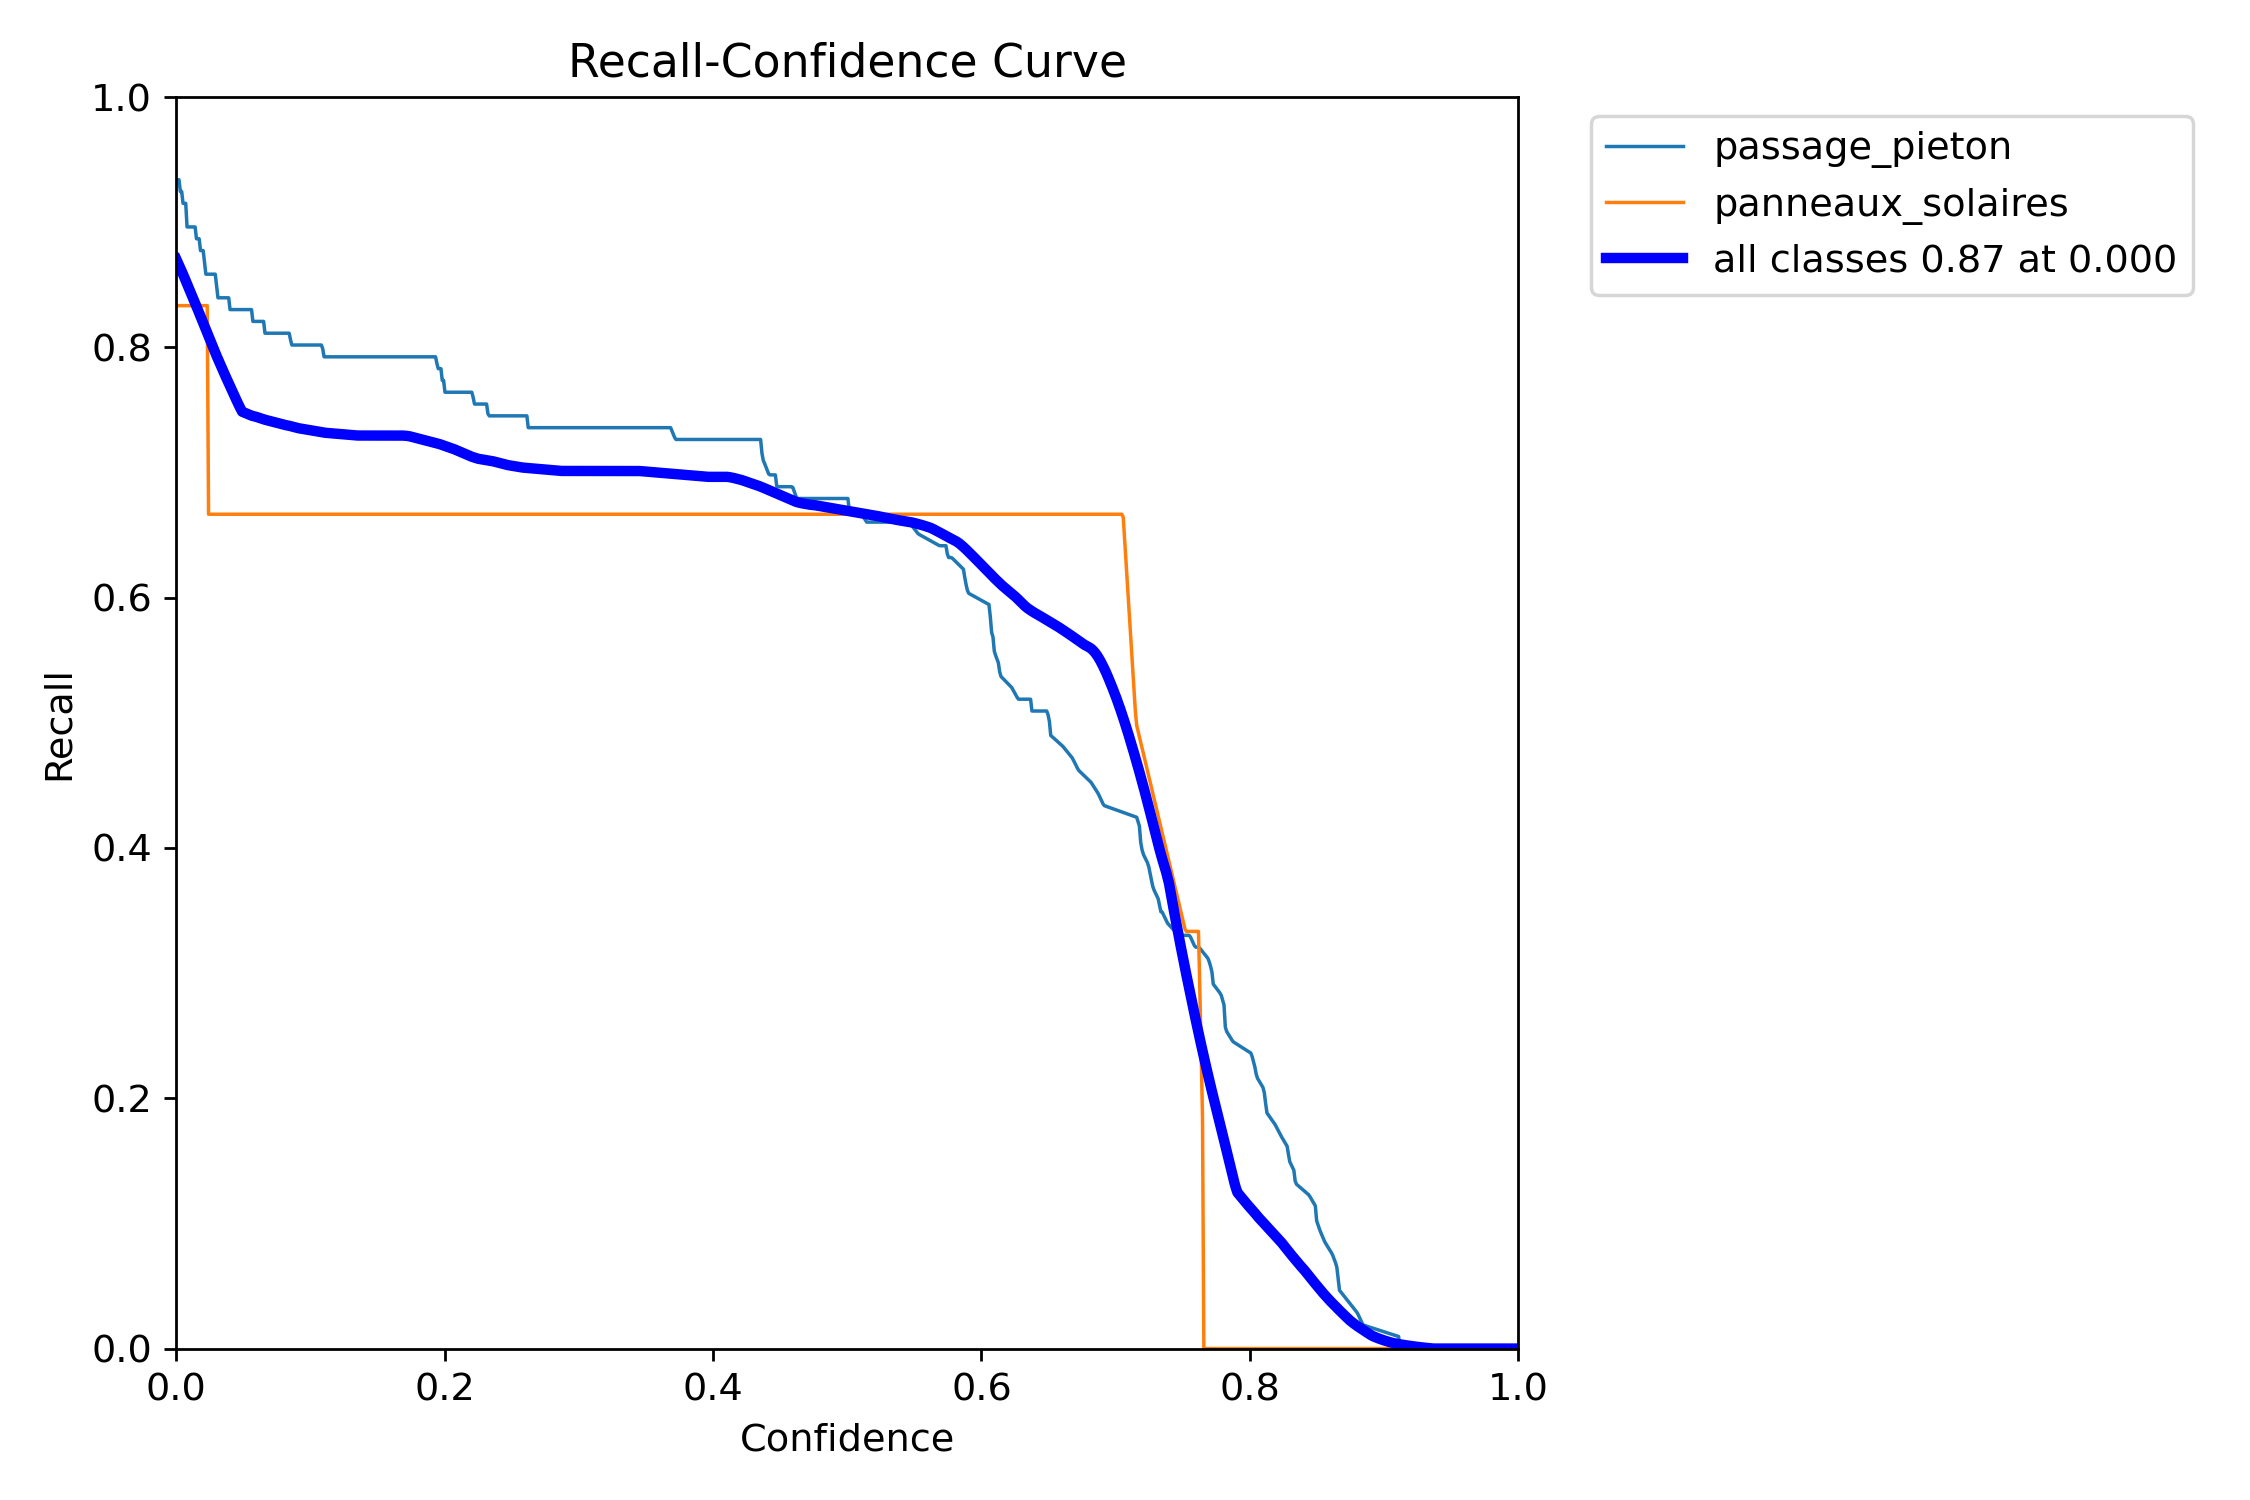 Recall-Confidence Curve
1.0
0.8
0.6
0.4
0.2
0.0
Recall
0.0 0.2 0.4 0.6 0.8 1.0
Confidence
passage_pieton
panneaux_solaires
all classes 0.87 at 0.000